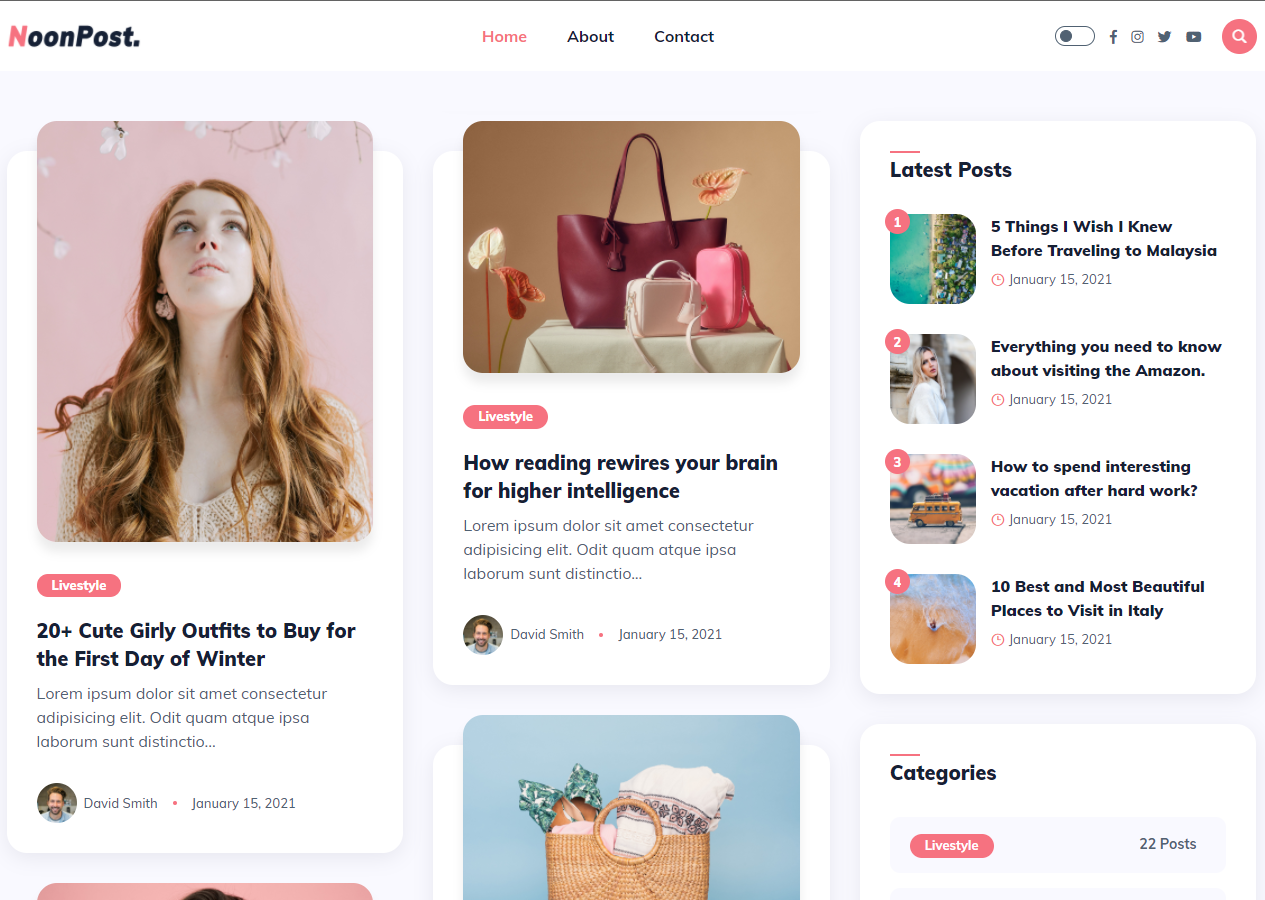 NoonPost.
Home
About
Contact
Livestyle
20+ Cute Girly Outfits to Buy for
the First Day of Winter
Lorem ipsum dolor sit amet consectetur
adipisicing elit. Odit quam atque ipsa
laborum sunt distinctio...
David Smith • January 15, 2021
Livestyle
How reading rewires your brain
for higher intelligence
Lorem ipsum dolor sit amet consectetur
adipisicing elit. Odit quam atque ipsa
laborum sunt distinctio...
David Smith • January 15, 2021
Latest Posts
1
5 Things I Wish I Knew
Before Traveling to Malaysia
January 15, 2021
2
Everything you need to know
about visiting the Amazon.
January 15, 2021
3
How to spend interesting
vacation after hard work?
January 15, 2021
4
10 Best and Most Beautiful
Places to Visit in Italy
January 15, 2021
Categories
Livestyle
22 Posts